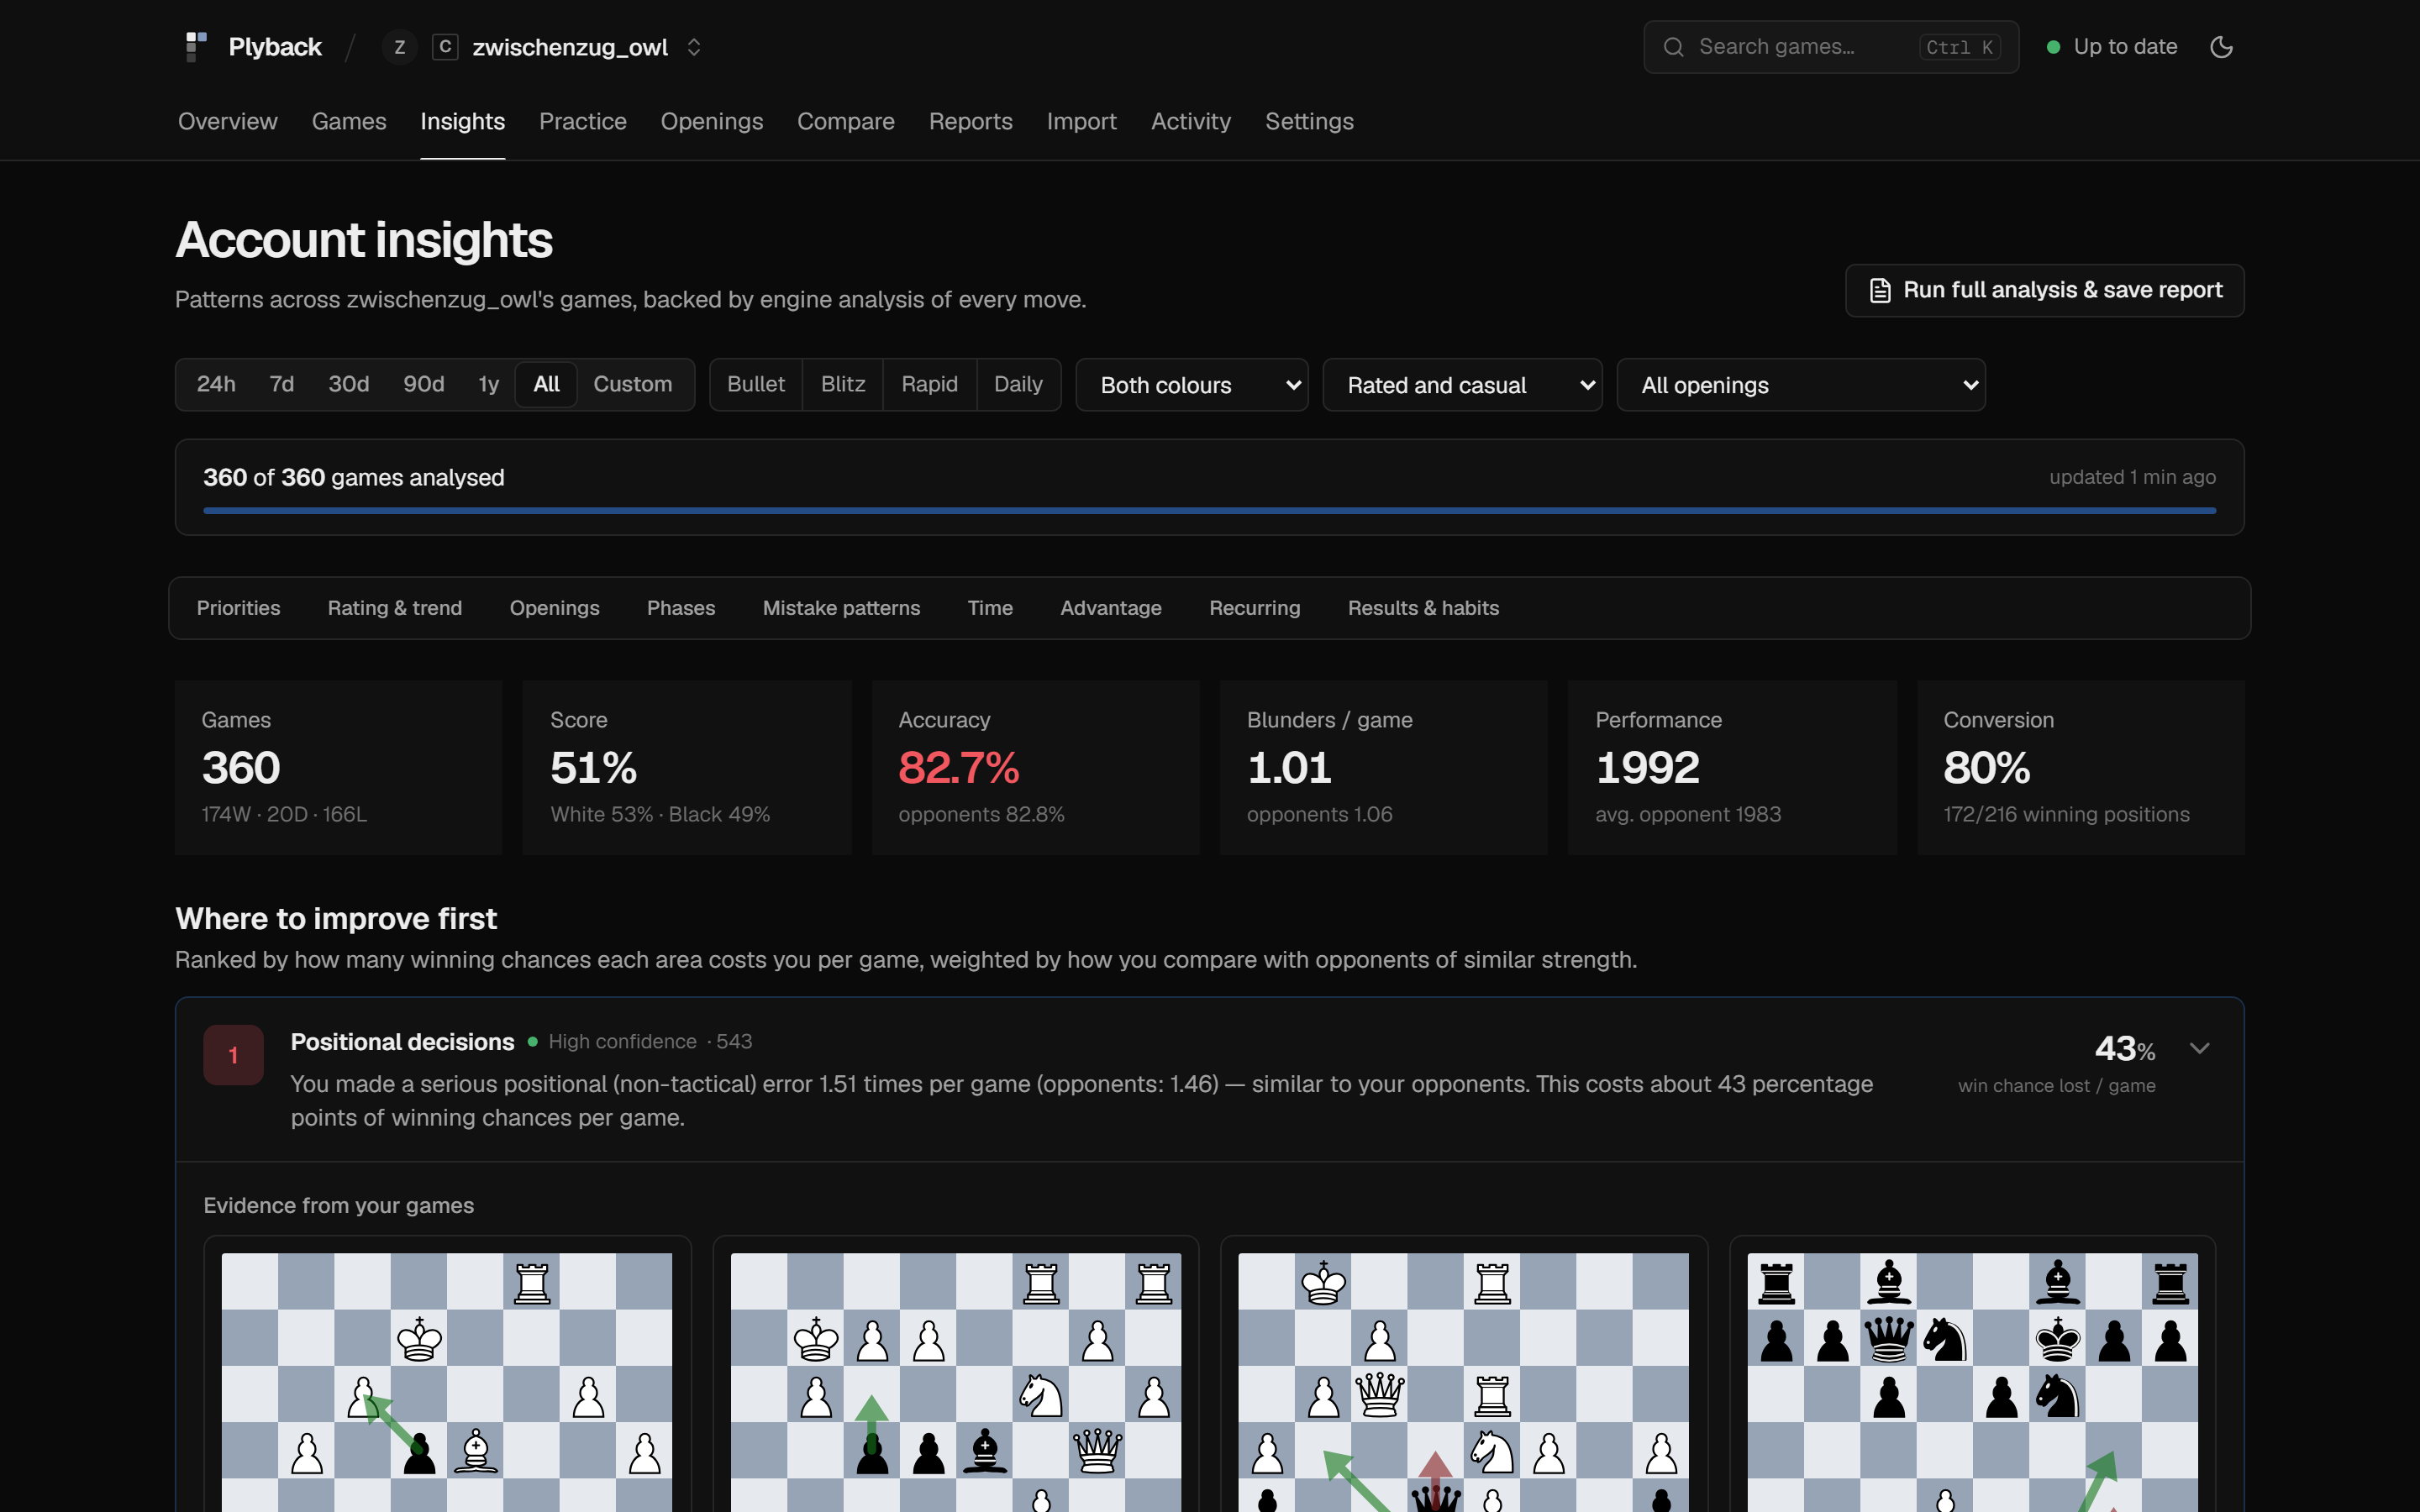 Plyback / Z C zwischenzug_owl
Search games... Ctrl K
Up to date
Overview Games Insights Practice Openings Compare Reports Import Activity Settings
Account insights
Patterns across zwischenzug_owl's games, backed by engine analysis of every move.
Run full analysis & save report
24h 7d 30d 90d 1y All Custom
Bullet Blitz Rapid Daily
Both colours
Rated and casual
All openings
360 of 360 games analysed
updated 1 min ago
Priorities Rating & trend Openings Phases Mistake patterns Time Advantage Recurring Results & habits
Games
360
174W · 20D · 166L
Score
51%
White 53% · Black 49%
Accuracy
82.7%
opponents 82.8%
Blunders / game
1.01
opponents 1.06
Performance
1992
avg. opponent 1983
Conversion
80%
172/216 winning positions
Where to improve first
Ranked by how many winning chances each area costs you per game, weighted by how you compare with opponents of similar strength.
1
Positional decisions High confidence · 543
You made a serious positional (non-tactical) error 1.51 times per game (opponents: 1.46) — similar to your opponents. This costs about 43 percentage
points of winning chances per game.
43%
win chance lost / game
Evidence from your games